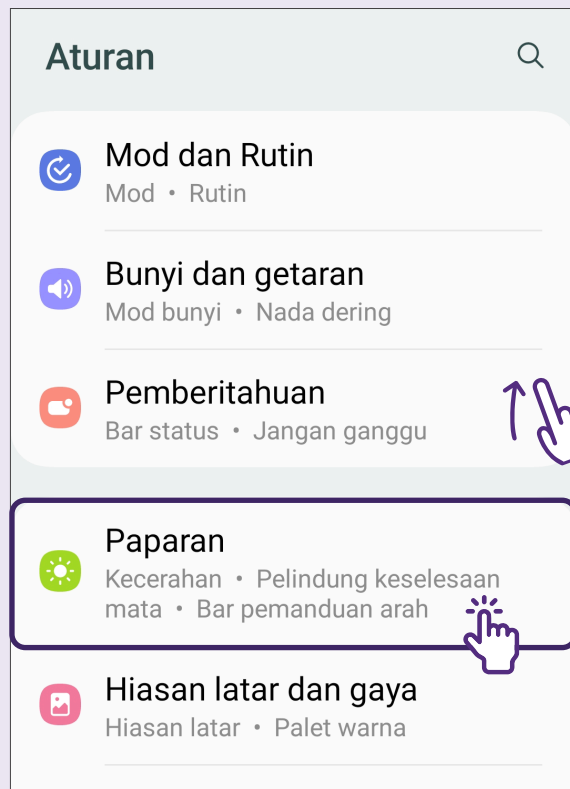 Aturan
Mod dan Rutin
Mod • Rutin
Bunyi dan getaran
Mod bunyi • Nada dering
Pemberitahuan
Bar status • Jangan ganggu
Paparan
Kecerahan • Pelindung keselesaan
mata • Bar pemanduan arah
Hiasan latar dan gaya
Hiasan latar • Palet warna